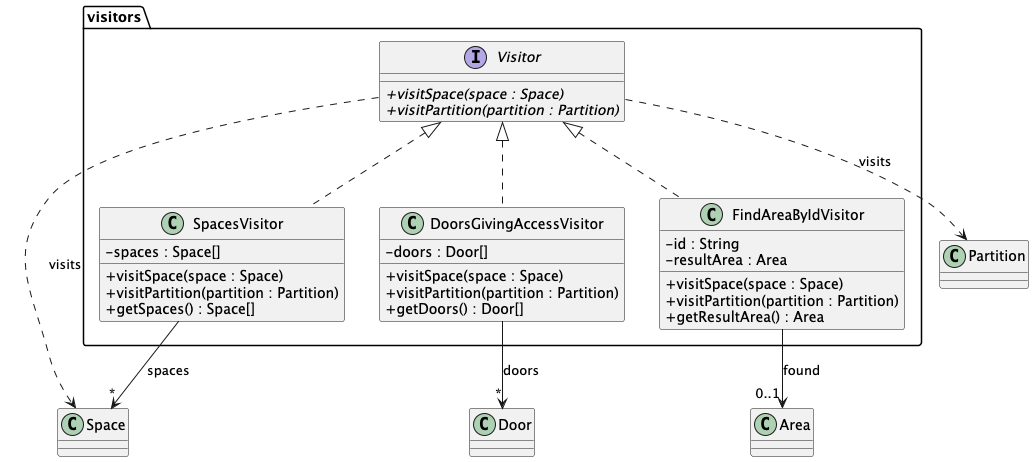 visitors
I Visitor
+visitSpace(space : Space)
+visitPartition(partition : Partition)
visits
C SpacesVisitor
-spaces : Space[]
+visitSpace(space : Space)
+visitPartition(partition : Partition)
+getSpaces() : Space[]
C DoorsGivingAccessVisitor
-doors : Door[]
+visitSpace(space : Space)
+visitPartition(partition : Partition)
+getDoors() : Door[]
C FindAreaByIdVisitor
-id : String
-resultArea : Area
+visitSpace(space : Space)
+visitPartition(partition : Partition)
+getResultArea() : Area
C Partition
visits
spaces
doors
found
*
*
0..1
C Space
C Door
C Area